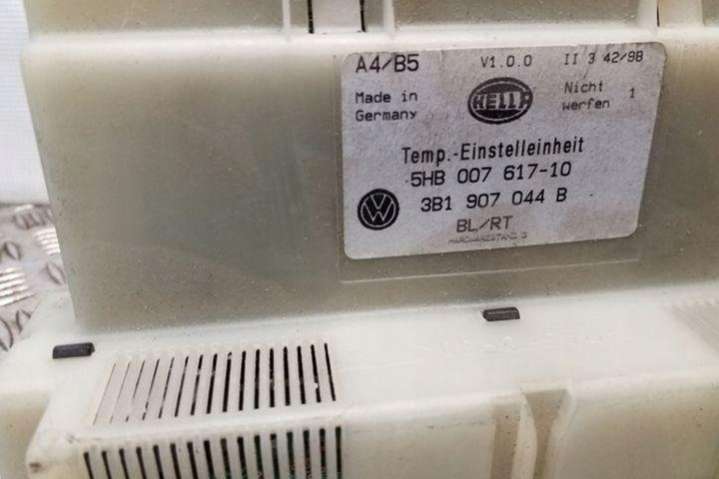 A4/B5 V1.0.0 II 3 42/98
Made in
Germany
HELLA
Nicht
werfen 1
Temp.-Einstelleinheit
5HB 007 617-10
3B1 907 044 B
BL/RT